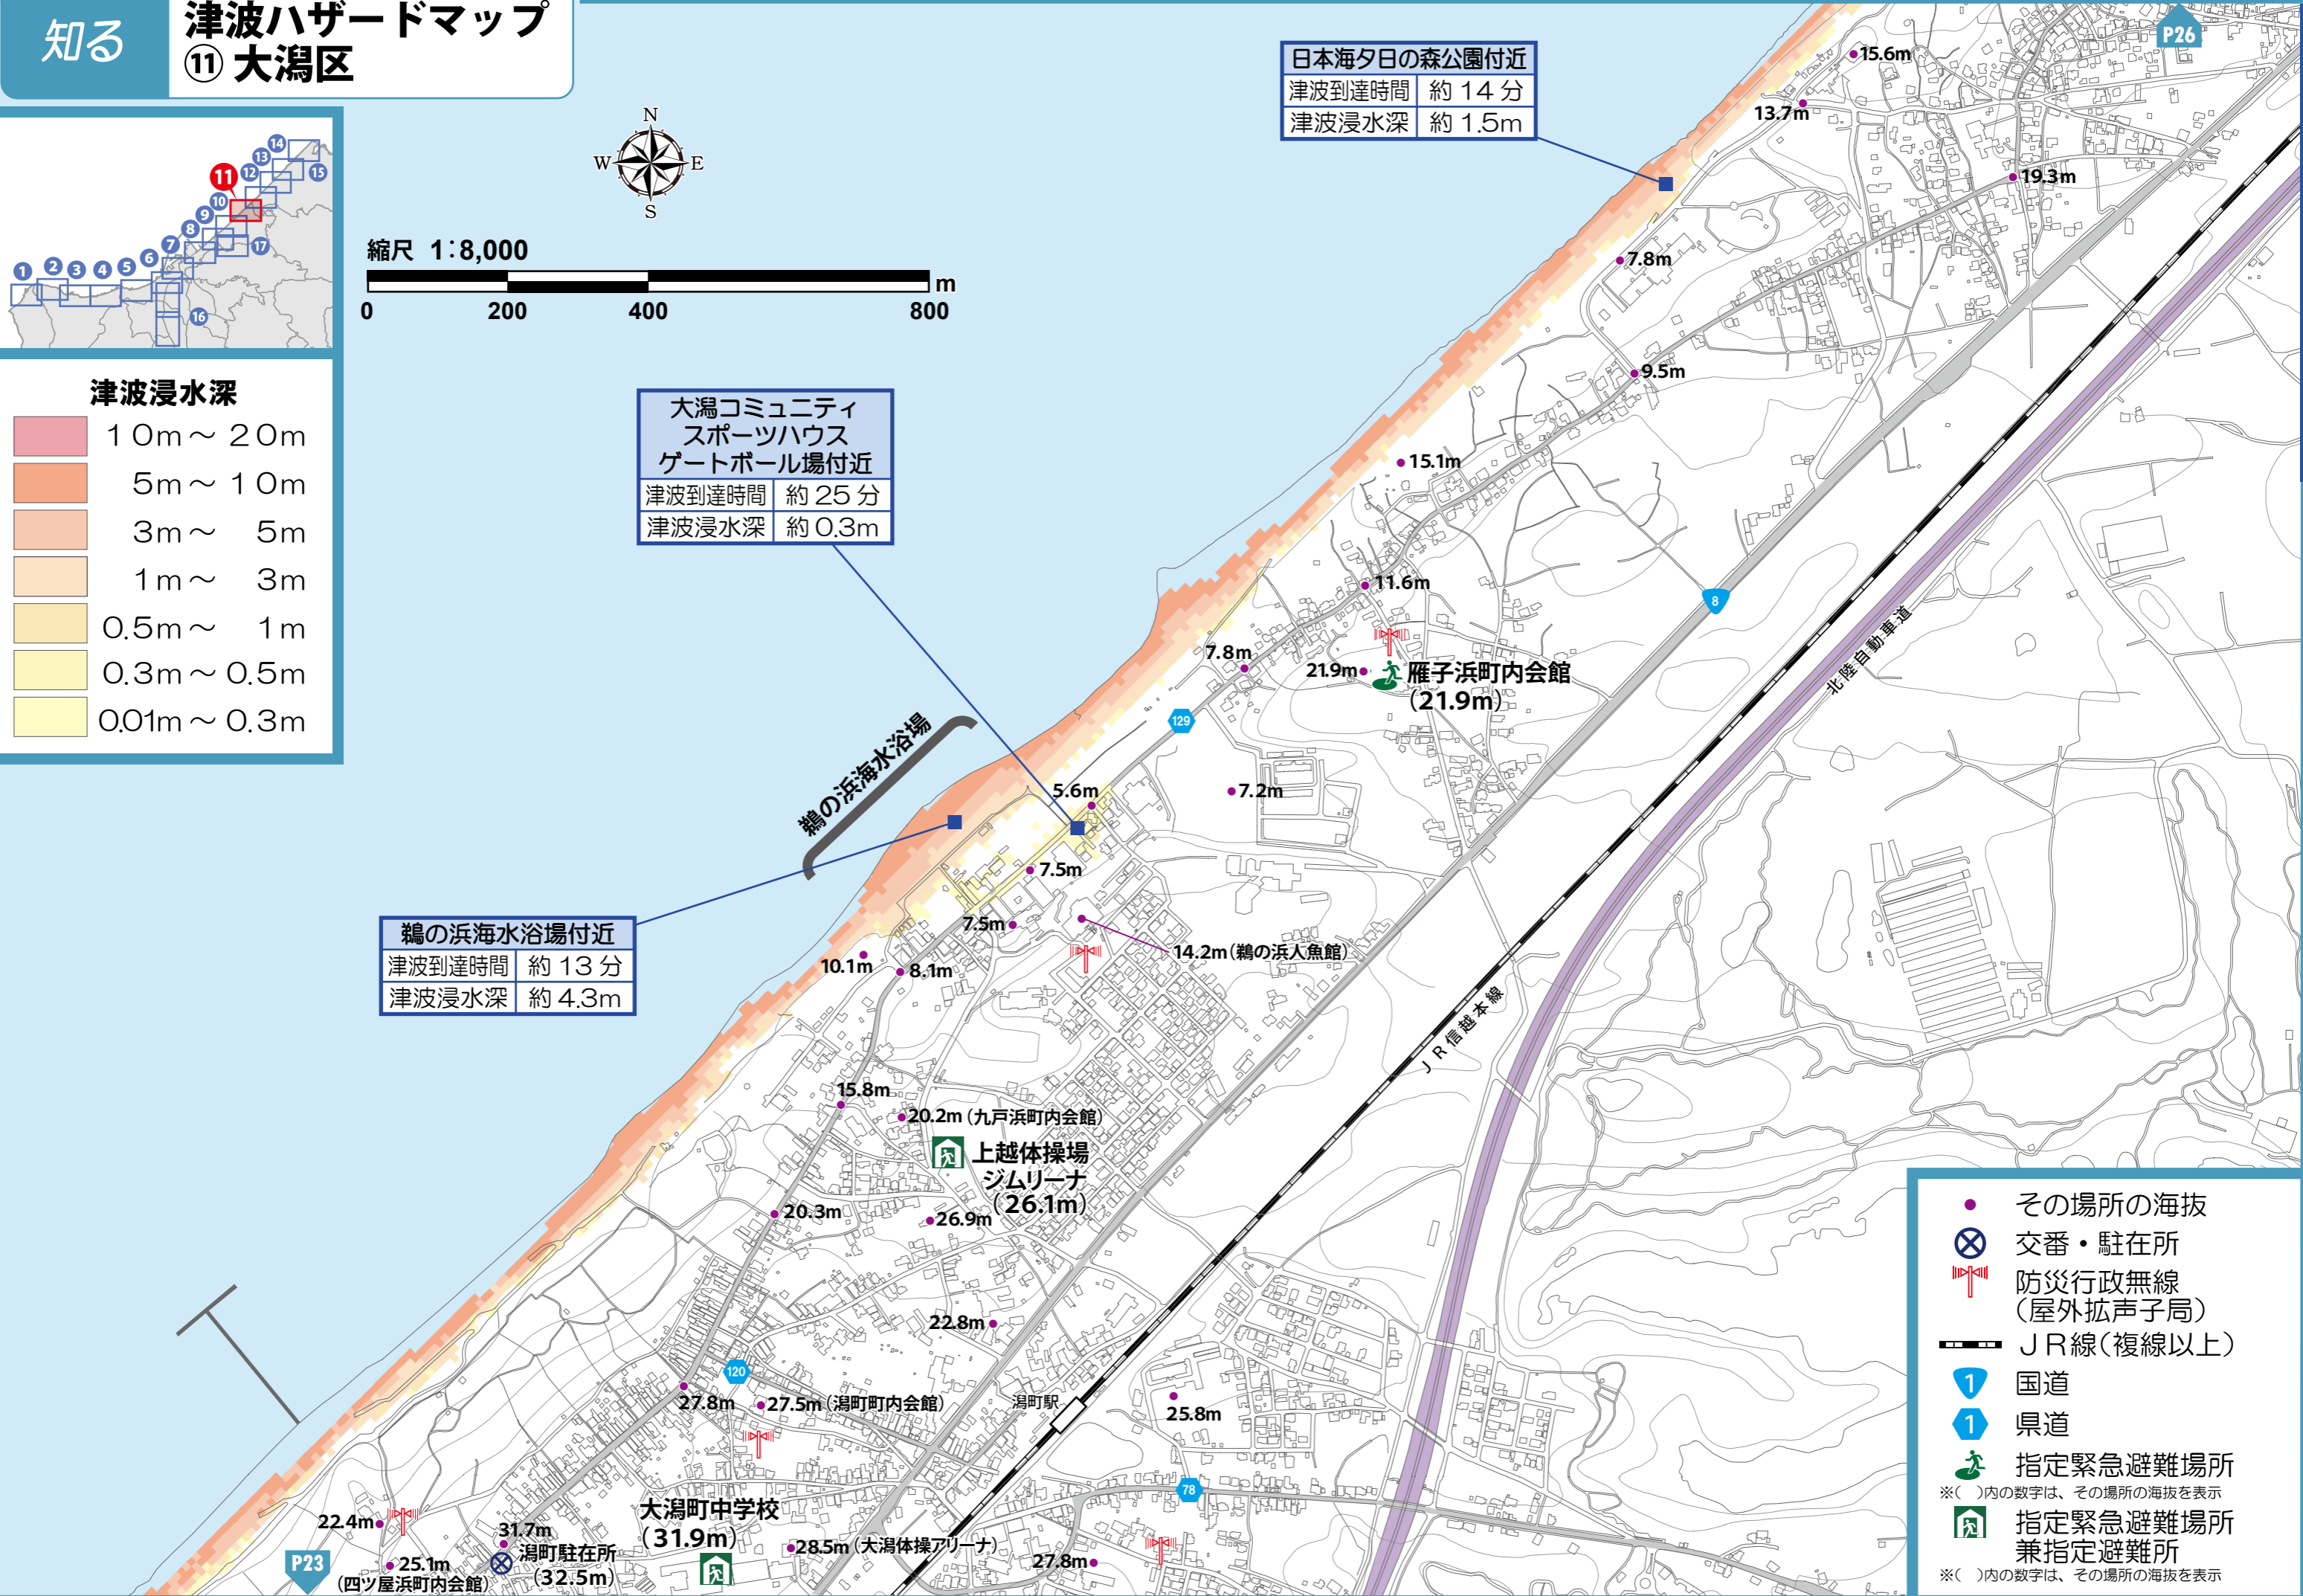 知る
津波ハザードマップ
⑪ 大潟区
P26
N
W E
S
縮尺 1:8,000
m
0 200 400 800
1 2 3 4 5 6 7 8 9 10 11 12 13 14 15 16 17
津波浸水深
10m～20m
5m～10m
3m～ 5m
1m～ 3m
0.5m～ 1m
0.3m～0.5m
0.01m～0.3m
日本海夕日の森公園付近
津波到達時間 約14分
津波浸水深 約1.5m
大潟コミュニティ
スポーツハウス
ゲートボール場付近
津波到達時間 約25分
津波浸水深 約0.3m
鵜の浜海水浴場付近
津波到達時間 約13分
津波浸水深 約4.3m
鵜の浜海水浴場
15.6m
13.7m
19.3m
7.8m
9.5m
15.1m
11.6m
7.8m
21.9m
雁子浜町内会館
(21.9m)
8
北陸自動車道
129
5.6m
7.2m
7.5m
7.5m
14.2m(鵜の浜人魚館)
10.1m
8.1m
JR信越本線
15.8m
20.2m(九戸浜町内会館)
上越体操場
ジムリーナ
(26.1m)
20.3m
26.9m
22.8m
120
27.8m
27.5m(潟町町内会館)
潟町駅
25.8m
78
大潟町中学校
(31.9m)
28.5m(大潟体操アリーナ)
27.8m
22.4m
31.7m
潟町駐在所
(32.5m)
25.1m
(四ツ屋浜町内会館)
P23
その場所の海抜
交番・駐在所
防災行政無線
(屋外拡声子局)
JR線(複線以上)
1 国道
1 県道
指定緊急避難場所
※( )内の数字は、その場所の海抜を表示
指定緊急避難場所
兼指定避難所
※( )内の数字は、その場所の海抜を表示